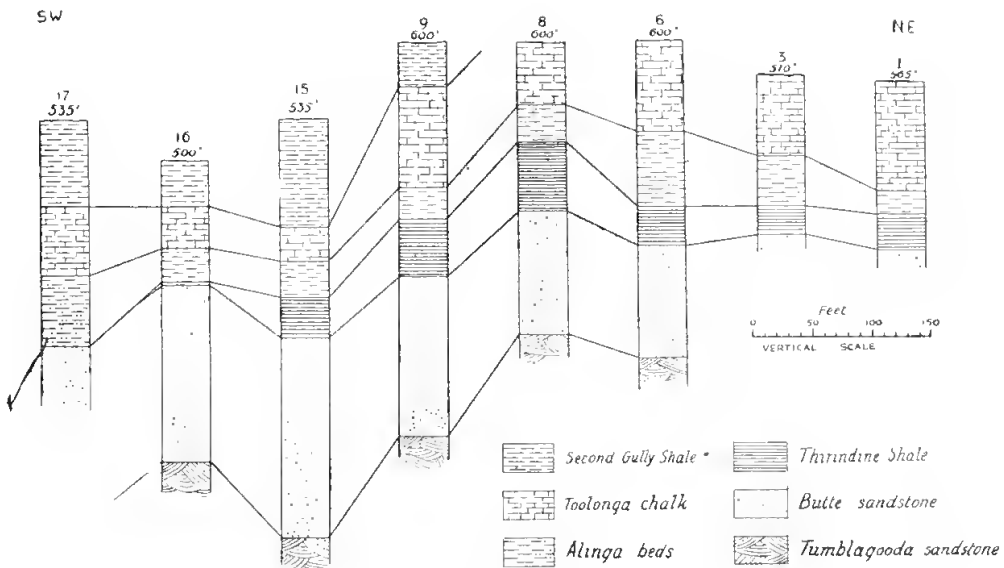 SW
NE
17
535'
16
500'
15
535'
9
600'
8
600'
6
600'
3
510'
1
565'
Feet
0 50 100 150
VERTICAL SCALE
Second Gully Shale
Toolonga chalk
Alinga beds
Thirindine Shale
Butte sandstone
Tumblagooda sandstone